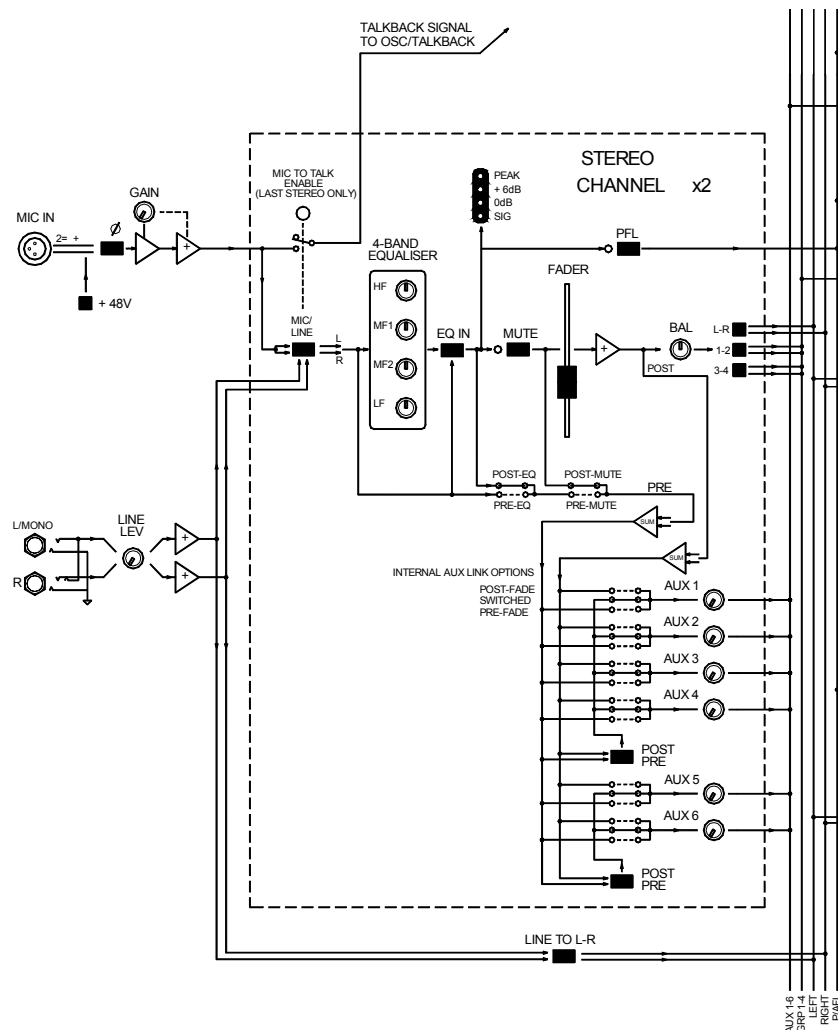 TALKBACK SIGNAL
TO OSC/TALKBACK
STEREO
CHANNEL x2
MIC TO TALK
ENABLE
(LAST STEREO ONLY)
PEAK
+ 6dB
0dB
SIG
GAIN
MIC IN
2= +
ø
+ 48V
4-BAND
EQUALISER
HF
MF1
MF2
LF
MIC/
LINE
L
R
EQ IN
MUTE
FADER
PFL
+
+
BAL
POST
L-R
1-2
3-4
POST-EQ
POST-MUTE
PRE
PRE-EQ
PRE-MUTE
SUM
SUM
L/MONO
R
LINE
LEV
+
+
INTERNAL AUX LINK OPTIONS
POST-FADE
SWITCHED
PRE-FADE
AUX 1
AUX 2
AUX 3
AUX 4
POST
PRE
AUX 5
AUX 6
POST
PRE
LINE TO L-R
AUX 1-6
GRP1-4
LEFT
RIGHT